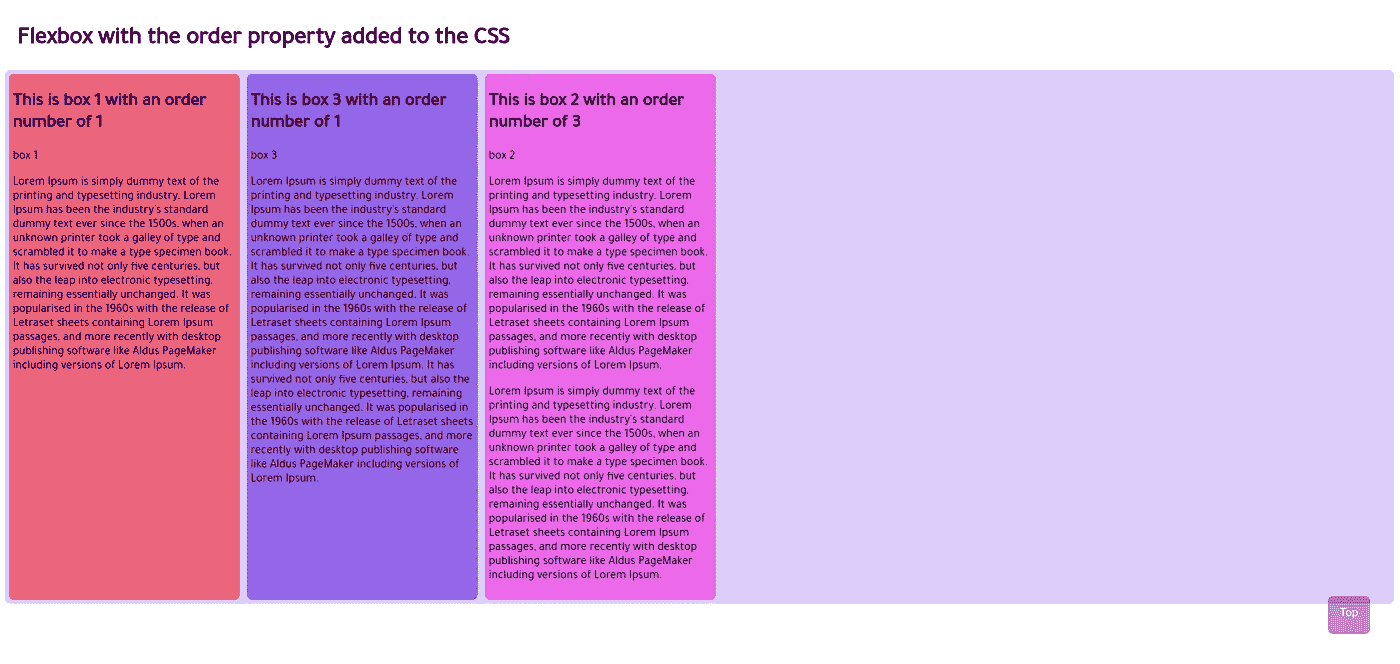 Flexbox with the order property added to the CSS
This is box 1 with an order
number of 1
box 1
Lorem Ipsum is simply dummy text of the
printing and typesetting industry. Lorem
Ipsum has been the industry's standard
dummy text ever since the 1500s, when an
unknown printer took a galley of type and
scrambled it to make a type specimen book.
It has survived not only five centuries, but
also the leap into electronic typesetting,
remaining essentially unchanged. It was
popularised in the 1960s with the release of
Letraset sheets containing Lorem Ipsum
passages, and more recently with desktop
publishing software like Aldus PageMaker
including versions of Lorem Ipsum.
This is box 3 with an order
number of 1
box 3
Lorem Ipsum is simply dummy text of the
printing and typesetting industry. Lorem
Ipsum has been the industry's standard
dummy text ever since the 1500s, when an
unknown printer took a galley of type and
scrambled it to make a type specimen book.
It has survived not only five centuries, but
also the leap into electronic typesetting,
remaining essentially unchanged. It was
popularised in the 1960s with the release of
Letraset sheets containing Lorem Ipsum
passages, and more recently with desktop
publishing software like Aldus PageMaker
including versions of Lorem Ipsum. It has
survived not only five centuries, but also the
leap into electronic typesetting, remaining
essentially unchanged. It was popularised in
the 1960s with the release of Letraset sheets
containing Lorem Ipsum passages, and more
recently with desktop publishing software
like Aldus PageMaker including versions of
Lorem Ipsum.
This is box 2 with an order
number of 3
box 2
Lorem Ipsum is simply dummy text of the
printing and typesetting industry. Lorem
Ipsum has been the industry's standard
dummy text ever since the 1500s, when an
unknown printer took a galley of type and
scrambled it to make a type specimen book.
It has survived not only five centuries, but
also the leap into electronic typesetting,
remaining essentially unchanged. It was
popularised in the 1960s with the release of
Letraset sheets containing Lorem Ipsum
passages, and more recently with desktop
publishing software like Aldus PageMaker
including versions of Lorem Ipsum.
Lorem Ipsum is simply dummy text of the
printing and typesetting industry. Lorem
Ipsum has been the industry's standard
dummy text ever since the 1500s, when an
unknown printer took a galley of type and
scrambled it to make a type specimen book.
It has survived not only five centuries, but
also the leap into electronic typesetting,
remaining essentially unchanged. It was
popularised in the 1960s with the release of
Letraset sheets containing Lorem Ipsum
passages, and more recently with desktop
publishing software like Aldus PageMaker
including versions of Lorem Ipsum.
Top